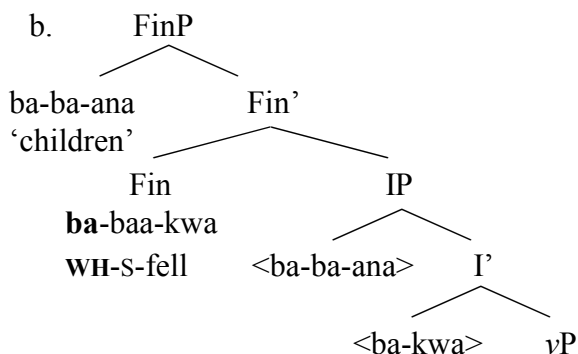 b. FinP
ba-ba-ana Fin’
‘children’
Fin IP
ba-baa-kwa
WH-S-fell <ba-ba-ana> I’
<ba-kwa> vP